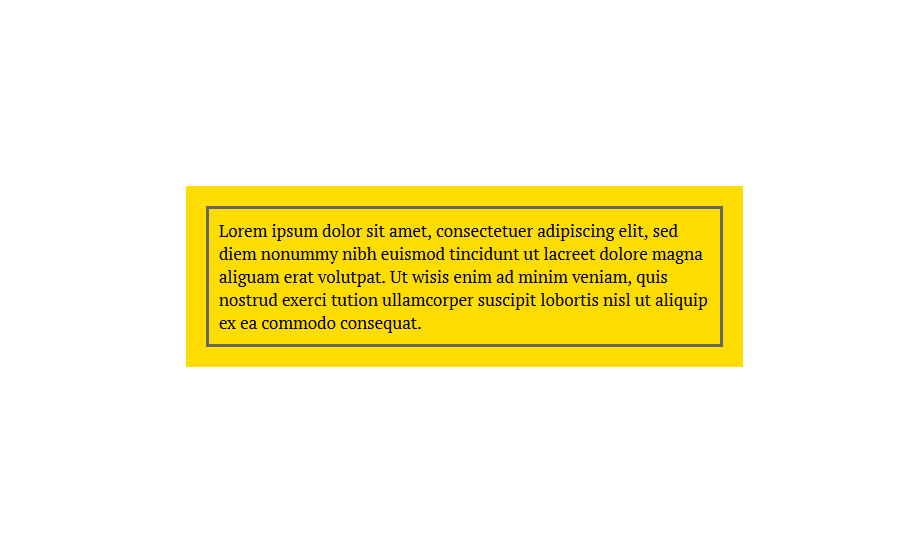 Lorem ipsum dolor sit amet, consectetuer adipiscing elit, sed
diem nonummy nibh euismod tincidunt ut lacreet dolore magna
aliguam erat volutpat. Ut wisis enim ad minim veniam, quis
nostrud exerci tution ullamcorper suscipit lobortis nisl ut aliquip
ex ea commodo consequat.